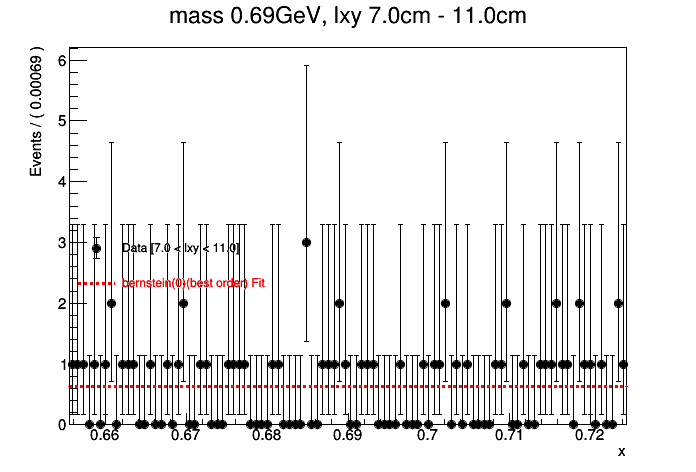 mass 0.69GeV, lxy 7.0cm - 11.0cm
Events / ( 0.00069 )
6
5
4
3
2
1
0
Data [7.0 < lxy < 11.0]
bernstein(0)(best order) Fit
0.66 0.67 0.68 0.69 0.7 0.71 0.72
x